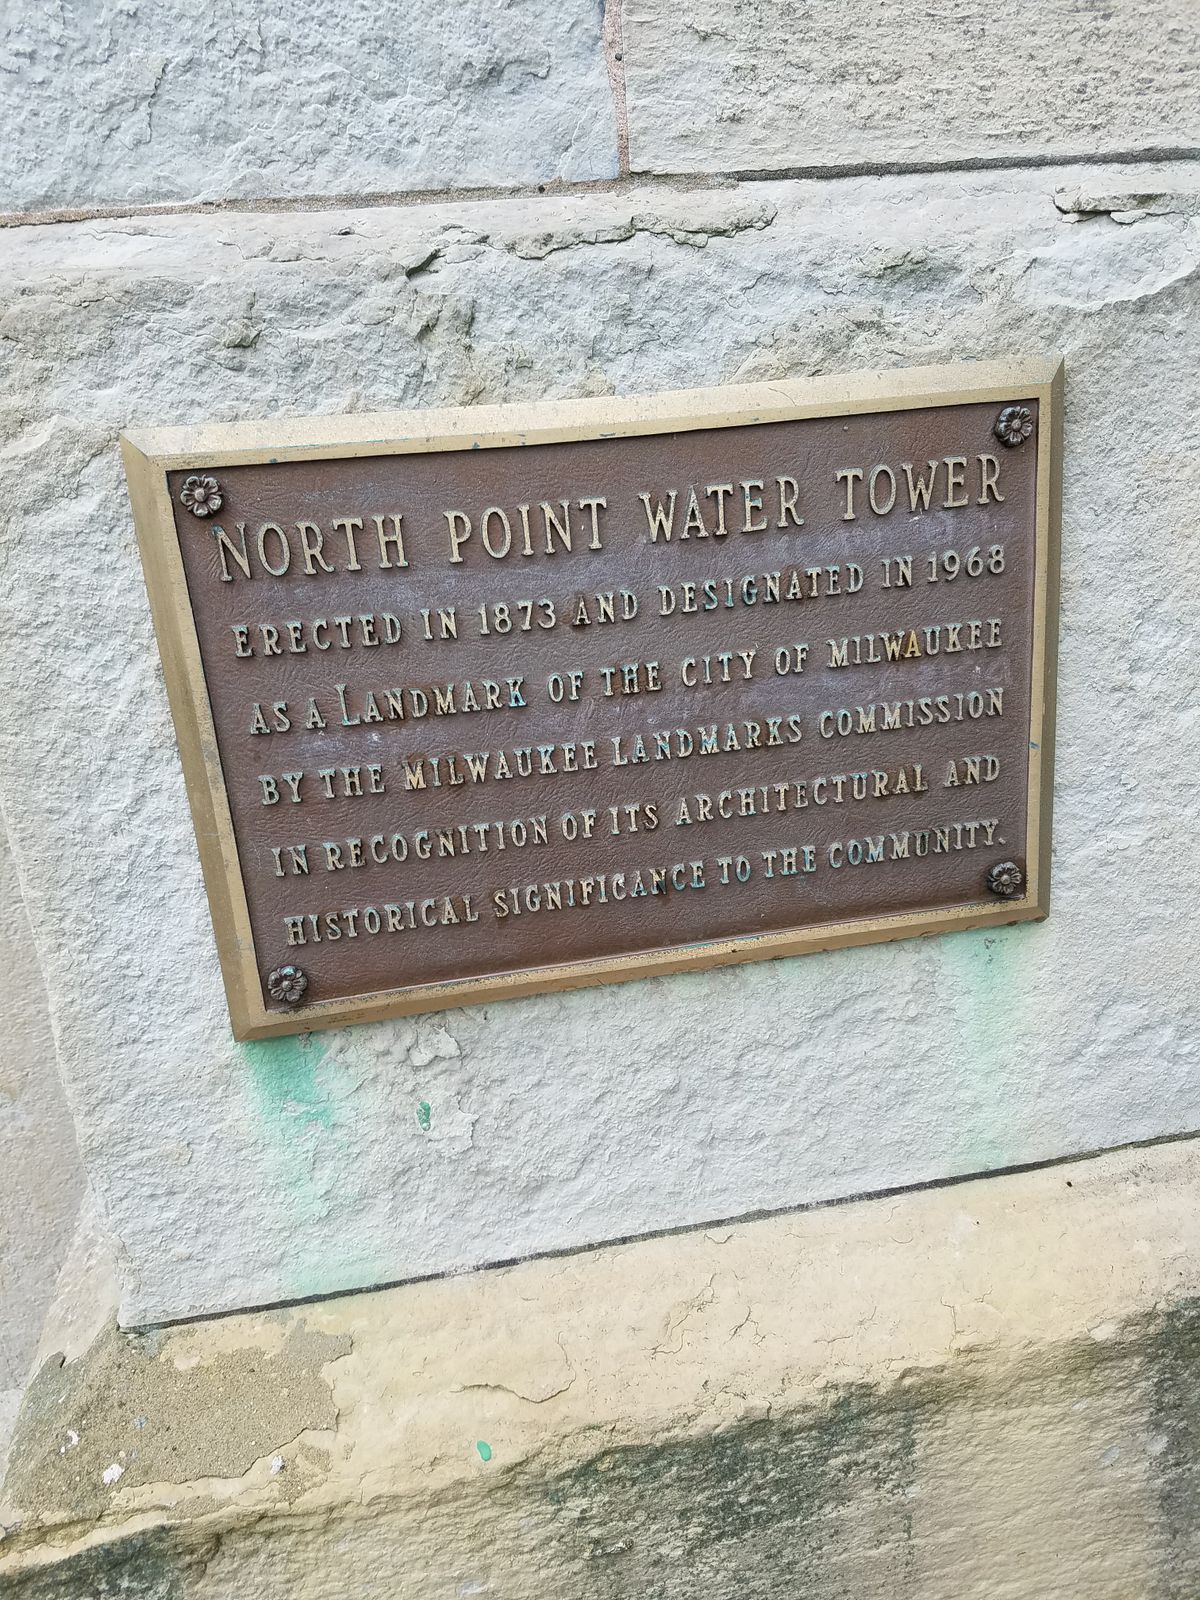 NORTH POINT WATER TOWER
ERECTED IN 1873 AND DESIGNATED IN 1968
AS A LANDMARK OF THE CITY OF MILWAUKEE
BY THE MILWAUKEE LANDMARKS COMMISSION
IN RECOGNITION OF ITS ARCHITECTURAL AND
HISTORICAL SIGNIFICANCE TO THE COMMUNITY.